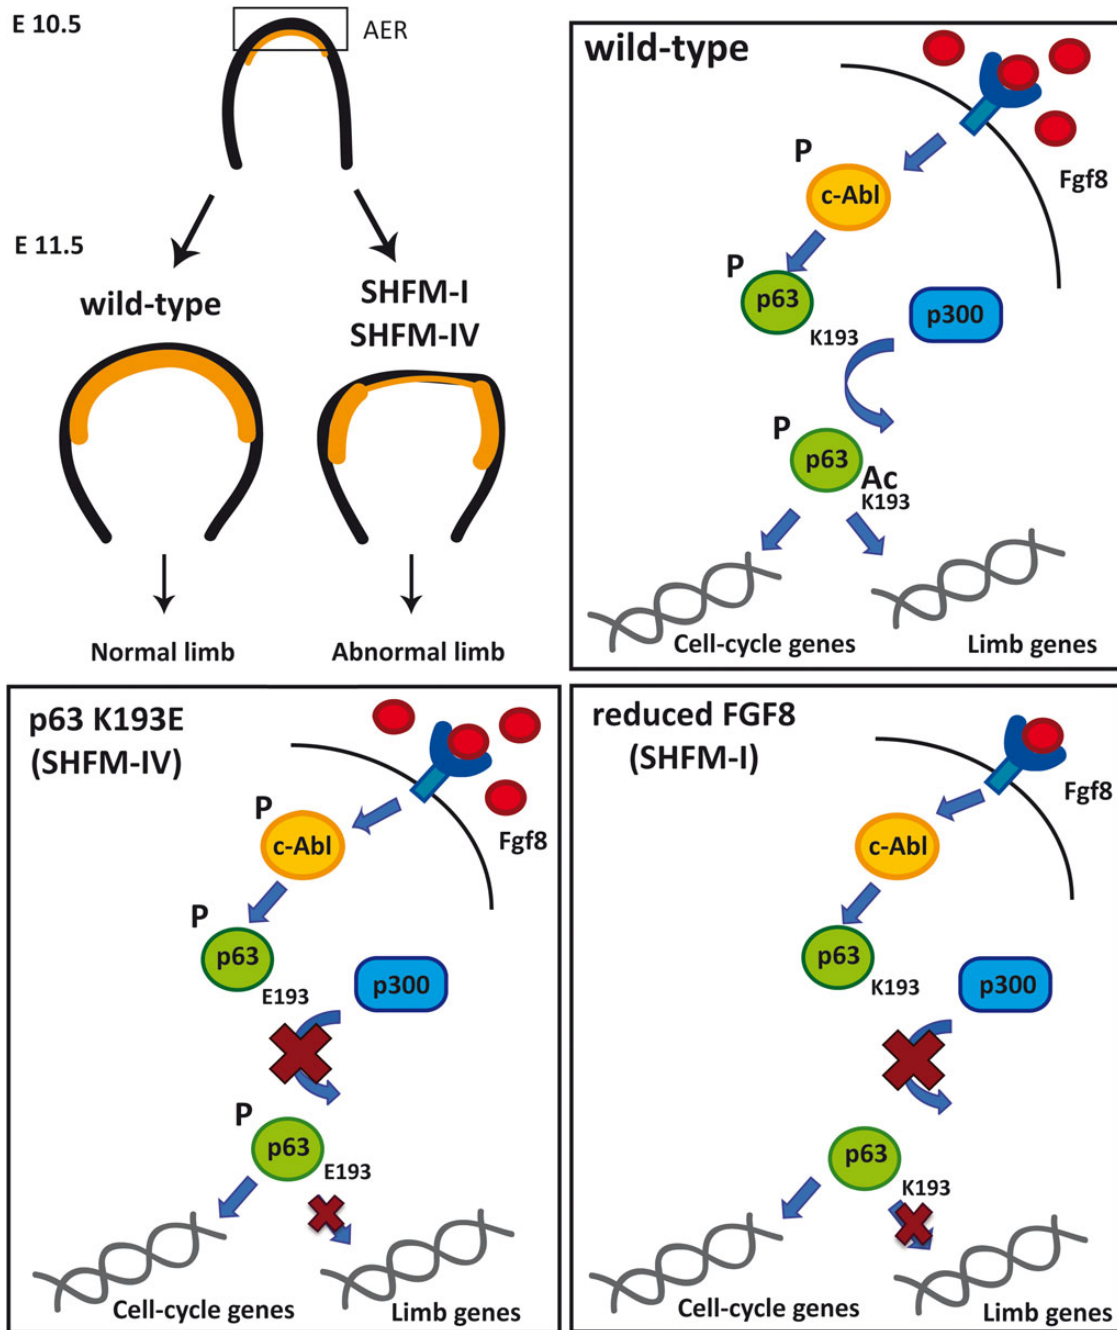 E 10.5
AER
E 11.5
wild-type
SHFM-I
SHFM-IV
Normal limb
Abnormal limb
wild-type
Fgf8
P
c-Abl
P
p63
K193
p300
P
p63
Ac
K193
Cell-cycle genes
Limb genes
p63 K193E
(SHFM-IV)
Fgf8
P
c-Abl
P
p63
E193
p300
P
p63
E193
Cell-cycle genes
Limb genes
reduced FGF8
(SHFM-I)
Fgf8
c-Abl
p63
K193
p300
p63
K193
Cell-cycle genes
Limb genes